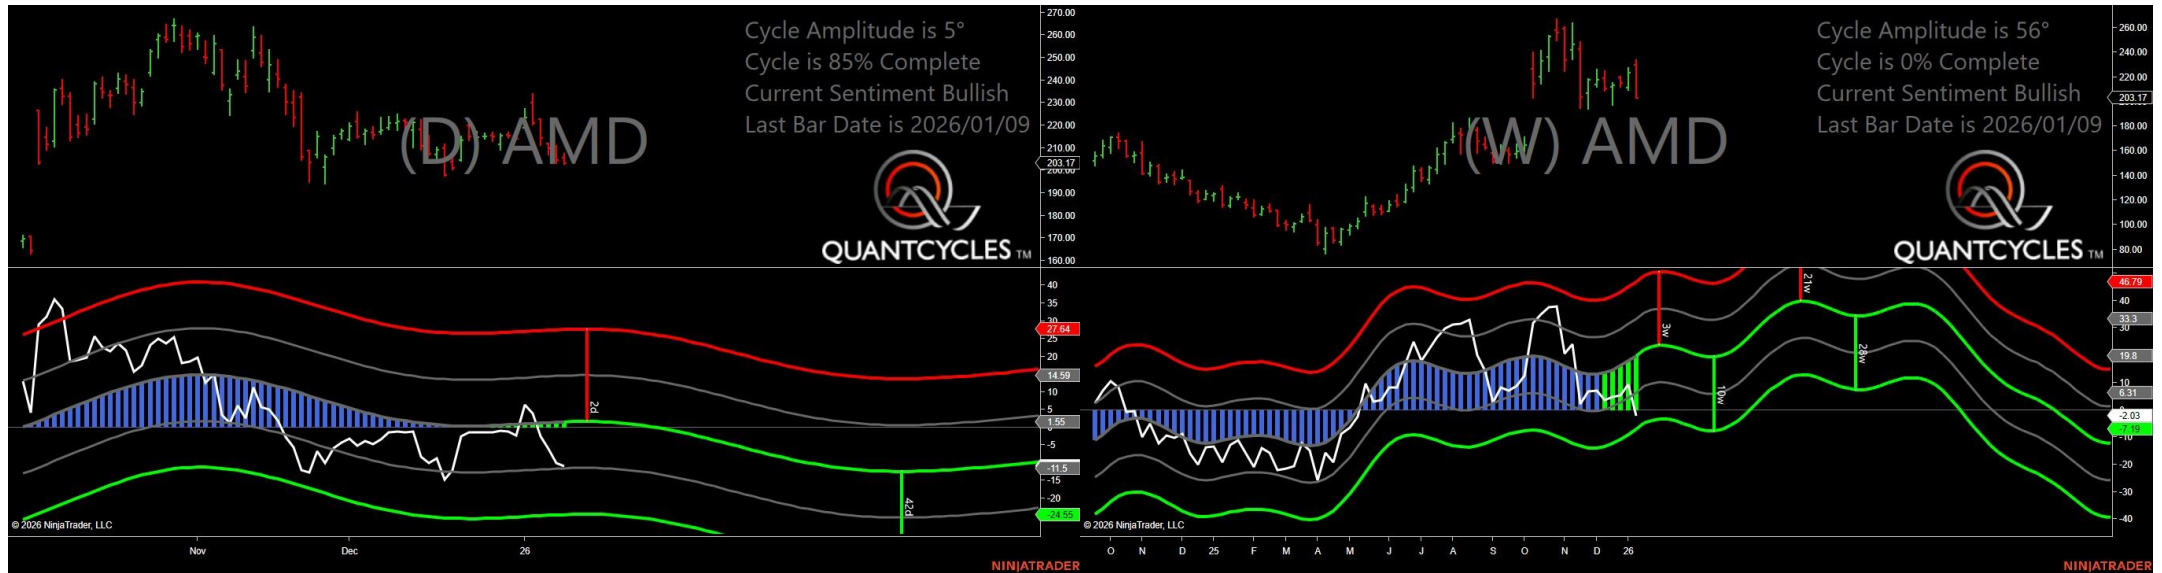 Cycle Amplitude is 5°
Cycle is 85% Complete
Current Sentiment Bullish
Last Bar Date is 2026/01/09
(D) AMD
QUANTCYCLES TM
270.00
260.00
250.00
240.00
230.00
220.00
210.00
203.17
200.00
190.00
180.00
170.00
160.00
40
35
30
27.64
25
20
14.59
10
5
1.55
-5
-11.5
-15
-20
-24.55
2d
42d
© 2026 NinjaTrader, LLC
Nov
Dec
26
NINJATRADER
Cycle Amplitude is 56°
Cycle is 0% Complete
Current Sentiment Bullish
Last Bar Date is 2026/01/09
(W) AMD
QUANTCYCLES TM
260.00
240.00
220.00
203.17
180.00
160.00
140.00
120.00
100.00
80.00
46.79
40
33.3
30
19.8
10
6.31
-2.03
-7.19
-10
-20
-30
-40
3w
10w
21w
28w
© 2026 NinjaTrader, LLC
O N D 25 F M A M J J A S O N D 26
NINJATRADER